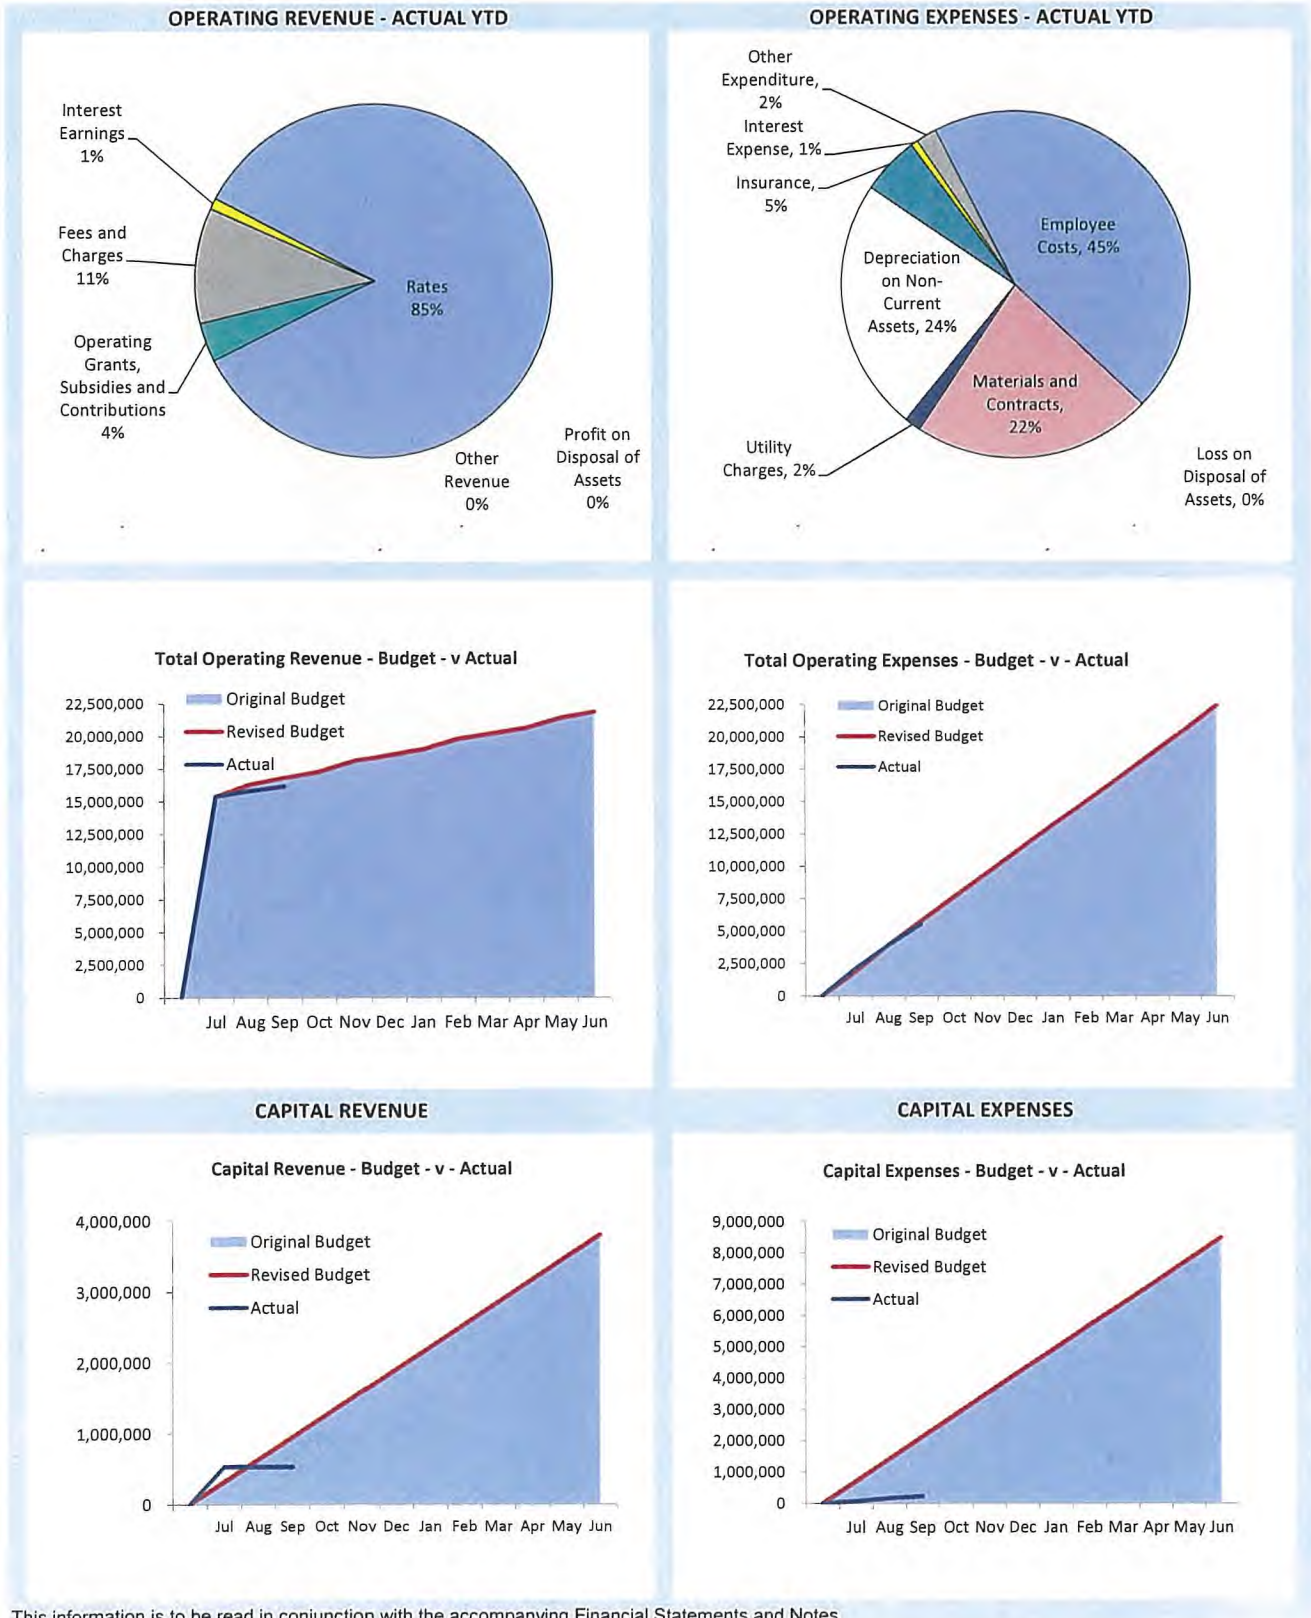 OPERATING REVENUE - ACTUAL YTD
Interest
Earnings
1%
Fees and
Charges
11%
Operating
Grants,
Subsidies and
Contributions
4%
Rates
85%
Other
Revenue
0%
Profit on
Disposal of
Assets
0%
OPERATING EXPENSES - ACTUAL YTD
Other
Expenditure,
2%
Interest
Expense, 1%
Insurance,
5%
Employee
Costs, 45%
Depreciation
on Non-
Current
Assets, 24%
Materials and
Contracts,
22%
Utility
Charges, 2%
Loss on
Disposal of
Assets, 0%
Total Operating Revenue - Budget - v Actual
Original Budget
Revised Budget
Actual
22,500,000
20,000,000
17,500,000
15,000,000
12,500,000
10,000,000
7,500,000
5,000,000
2,500,000
0
Jul Aug Sep Oct Nov Dec Jan Feb Mar Apr May Jun
Total Operating Expenses - Budget - v - Actual
Original Budget
Revised Budget
Actual
22,500,000
20,000,000
17,500,000
15,000,000
12,500,000
10,000,000
7,500,000
5,000,000
2,500,000
0
Jul Aug Sep Oct Nov Dec Jan Feb Mar Apr May Jun
CAPITAL REVENUE
Capital Revenue - Budget - v - Actual
Original Budget
Revised Budget
Actual
4,000,000
3,000,000
2,000,000
1,000,000
0
Jul Aug Sep Oct Nov Dec Jan Feb Mar Apr May Jun
CAPITAL EXPENSES
Capital Expenses - Budget - v - Actual
Original Budget
Revised Budget
Actual
9,000,000
8,000,000
7,000,000
6,000,000
5,000,000
4,000,000
3,000,000
2,000,000
1,000,000
0
Jul Aug Sep Oct Nov Dec Jan Feb Mar Apr May Jun
This information is to be read in conjunction with the accompanying Financial Statements and Notes